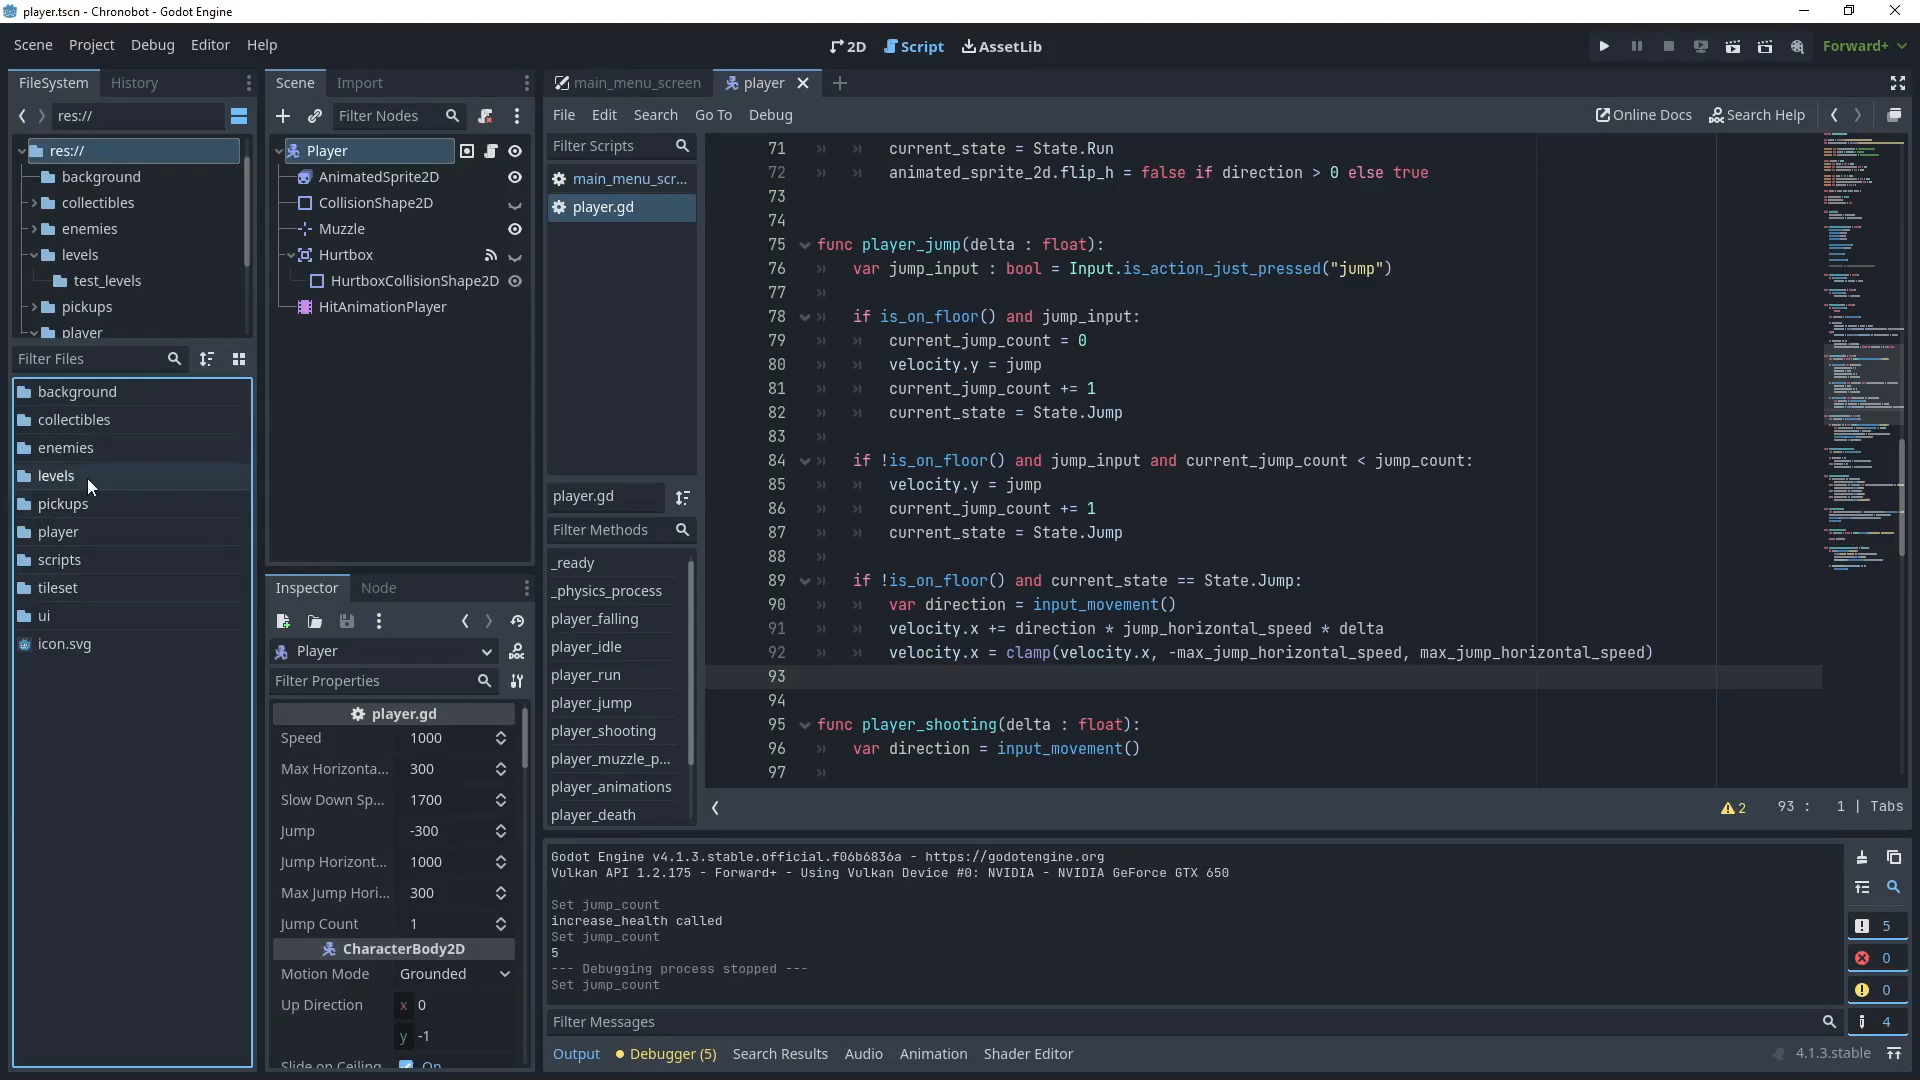 player.tscn - Chronobot - Godot Engine
Scene Project Debug Editor Help
2D Script AssetLib
Forward+
FileSystem History
res://
res://
background
collectibles
enemies
levels
test_levels
pickups
player
Filter Files
background
collectibles
enemies
levels
pickups
player
scripts
tileset
ui
icon.svg
Scene Import
Filter Nodes
Player
AnimatedSprite2D
CollisionShape2D
Muzzle
Hurtbox
HurtboxCollisionShape2D
HitAnimationPlayer
Inspector Node
Player
Filter Properties
player.gd
Speed 1000
Max Horizonta... 300
Slow Down Sp... 1700
Jump -300
Jump Horizont... 1000
Max Jump Hori... 300
Jump Count 1
CharacterBody2D
Motion Mode Grounded
Up Direction x 0
y -1
Slide on Ceiling On
main_menu_screen player
File Edit Search Go To Debug
Online Docs Search Help
Filter Scripts
main_menu_scr...
player.gd
player.gd
Filter Methods
_ready
_physics_process
player_falling
player_idle
player_run
player_jump
player_shooting
player_muzzle_p...
player_animations
player_death
71 current_state = State.Run
72 animated_sprite_2d.flip_h = false if direction > 0 else true
73
74
75 func player_jump(delta : float):
76 var jump_input : bool = Input.is_action_just_pressed("jump")
77
78 if is_on_floor() and jump_input:
79 current_jump_count = 0
80 velocity.y = jump
81 current_jump_count += 1
82 current_state = State.Jump
83
84 if !is_on_floor() and jump_input and current_jump_count < jump_count:
85 velocity.y = jump
86 current_jump_count += 1
87 current_state = State.Jump
88
89 if !is_on_floor() and current_state == State.Jump:
90 var direction = input_movement()
91 velocity.x += direction * jump_horizontal_speed * delta
92 velocity.x = clamp(velocity.x, -max_jump_horizontal_speed, max_jump_horizontal_speed)
93
94
95 func player_shooting(delta : float):
96 var direction = input_movement()
97
2 93 : 1 | Tabs
Godot Engine v4.1.3.stable.official.f06b6836a - https://godotengine.org
Vulkan API 1.2.175 - Forward+ - Using Vulkan Device #0: NVIDIA - NVIDIA GeForce GTX 650
Set jump_count
increase_health called
Set jump_count
5
--- Debugging process stopped ---
Set jump_count
5
0
0
4
Filter Messages
Output Debugger (5) Search Results Audio Animation Shader Editor
4.1.3.stable